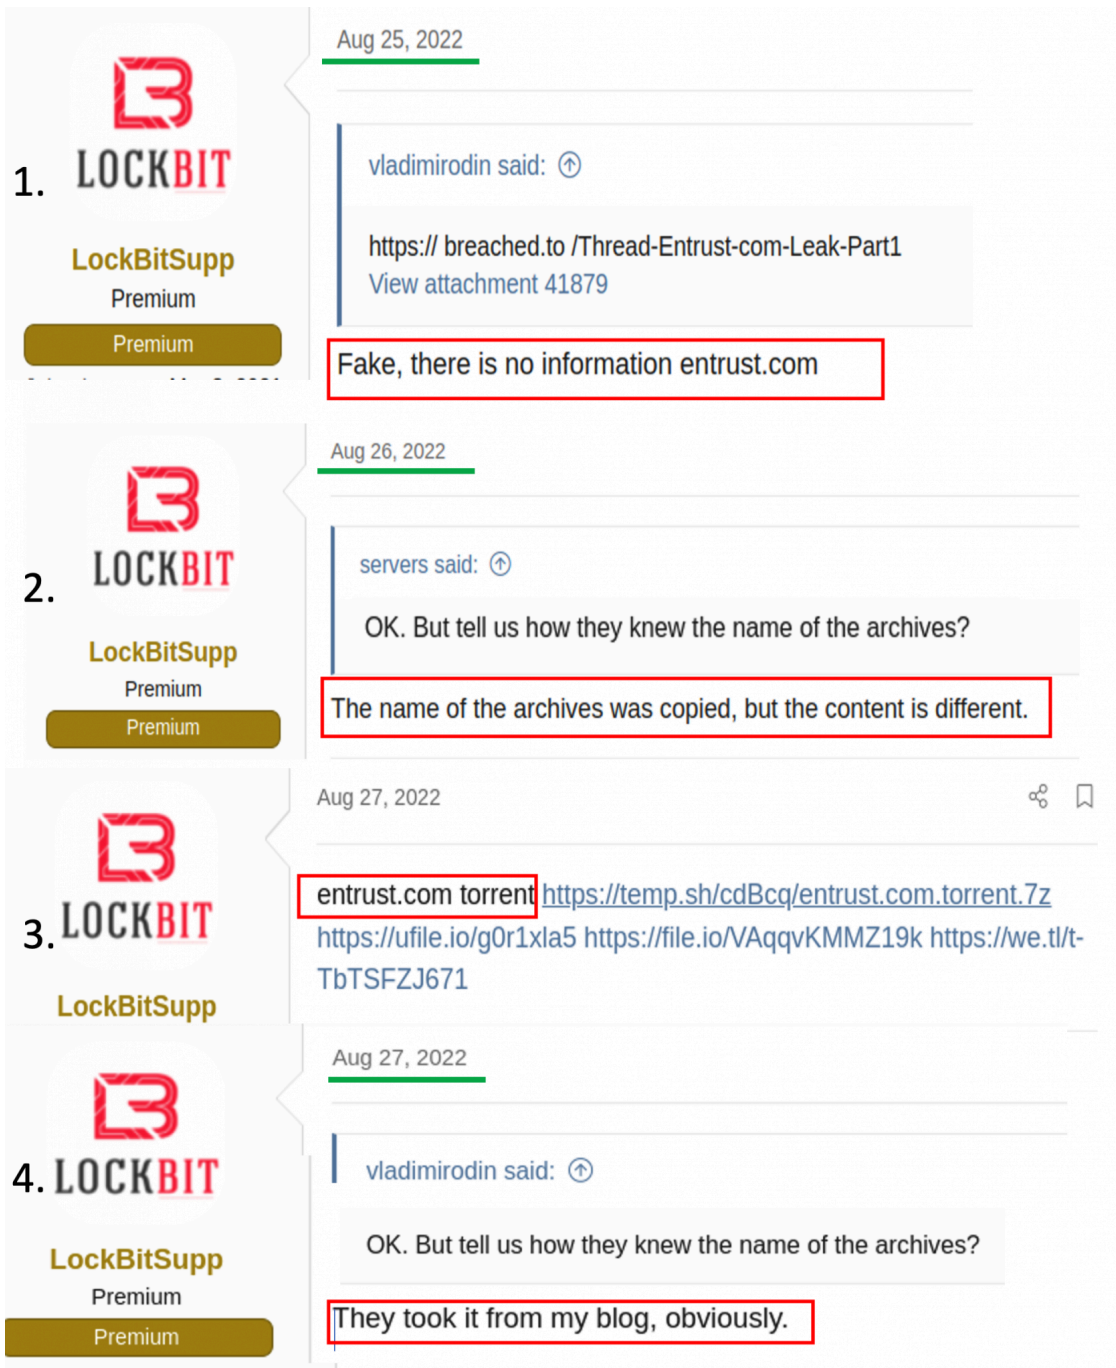 Aug 25, 2022
LOCKBIT
vladimirodin said:
1.
LockBitSupp
https:// breached.to /Thread-Entrust-com-Leak-Part1
Premium
View attachment 41879
Premium
Fake, there is no information entrust.com
Aug 26, 2022
LOCKBIT
servers said:
2.
OK. But tell us how they knew the name of the archives?
LockBitSupp
Premium
The name of the archives was copied, but the content is different.
Premium
Aug 27, 2022
entrust.com torrent https://temp.sh/cdBcq/entrust.com.torrent.7z
3.
LOCKBIT
https://ufile.io/g0r1xla5 https://file.io/VAqqvKMMZ19k https://we.tl/t-
TbTSFZJ671
LockBitSupp
Aug 27, 2022
4.
LOCKBIT
vladimirodin said:
LockBitSupp
OK. But tell us how they knew the name of the archives?
Premium
They took it from my blog, obviously.
Premium